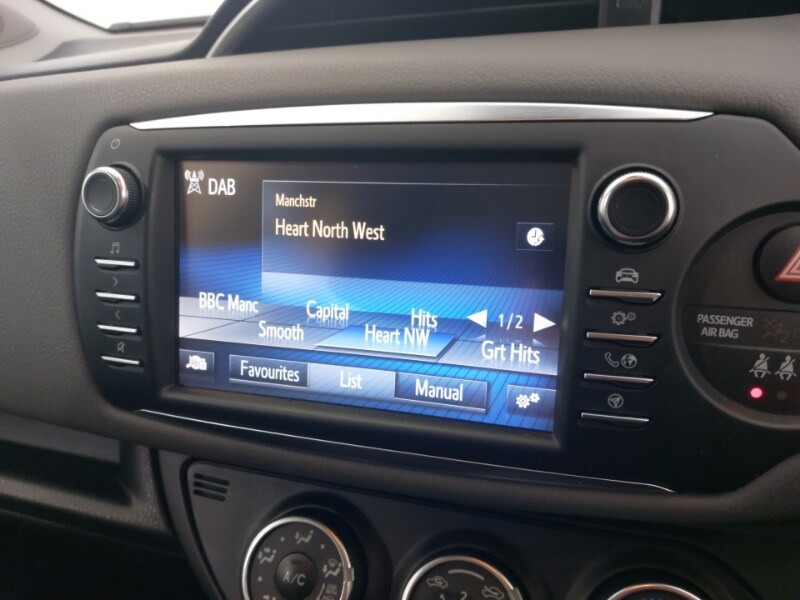 DAB
Manchstr
Heart North West
BBC Manc
Capital
Hits
1/2
Smooth
Heart NW
Grt Hits
Favourites
List
Manual
PASSENGER
AIR BAG
A/C
2